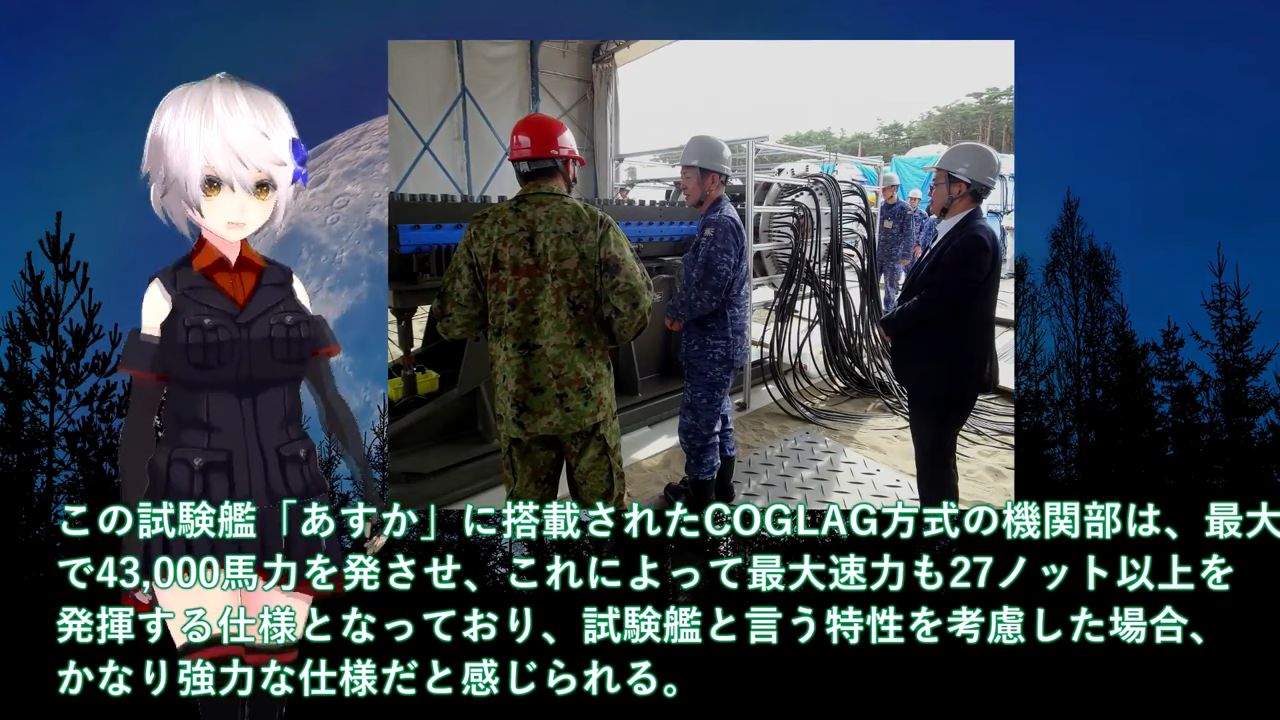 この試験艦「あすか」に搭載されたCOGLAG方式の機関部は、最大
で43,000馬力を発させ、これによって最大速力も27ノット以上を
発揮する仕様となっており、試験艦と言う特性を考慮した場合、
かなり強力な仕様だと感じられる。